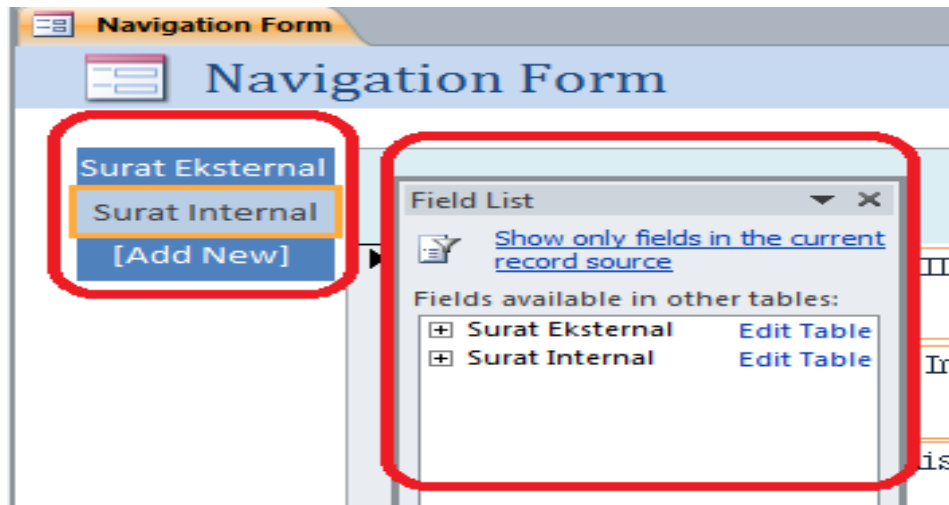 Navigation Form
Navigation Form
Surat Eksternal
Surat Internal
[Add New]
Field List
Show only fields in the current
record source
Fields available in other tables:
Surat Eksternal Edit Table
Surat Internal Edit Table